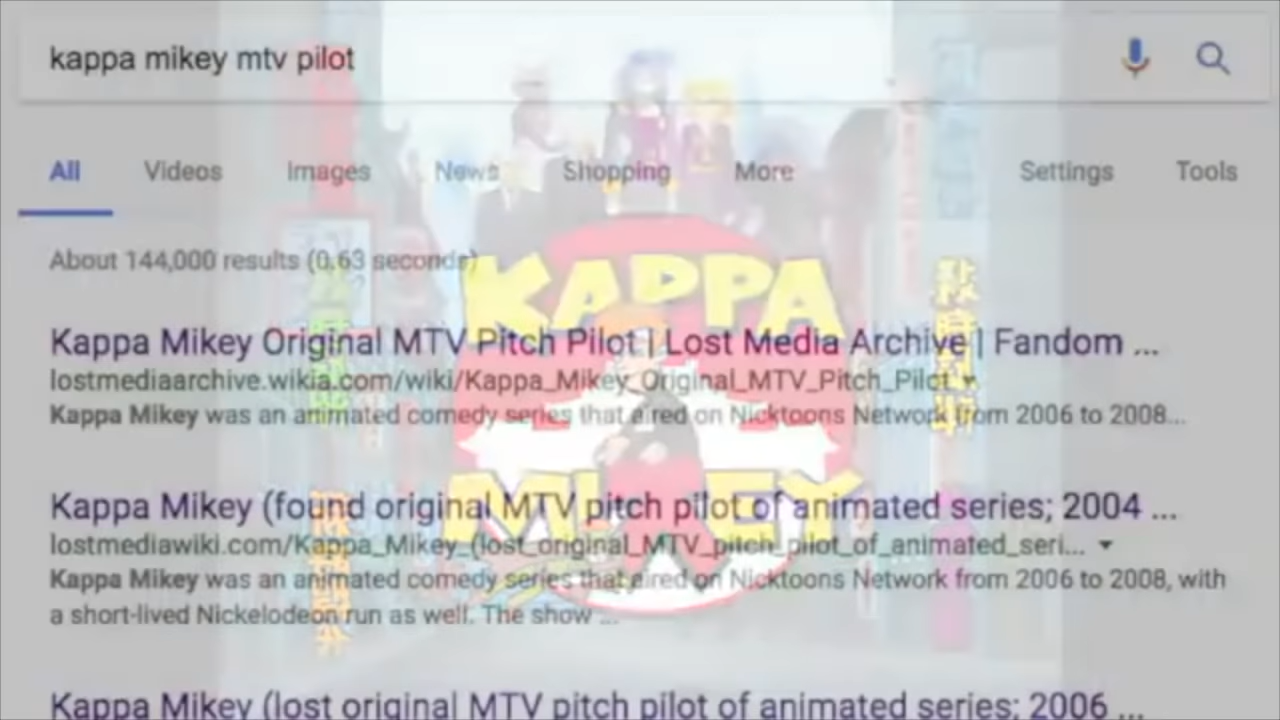 kappa mikey mtv pilot
All Videos Images News Shopping More Settings Tools
About 144,000 results (0.63 seconds)
KAPPA
Kappa Mikey Original MTV Pitch Pilot | Lost Media Archive | Fandom ...
lostmediaarchive.wikia.com/wiki/Kappa_Mikey_Original_MTV_Pitch_Pilot
Kappa Mikey was an animated comedy series that aired on Nicktoons Network from 2006 to 2008...
MIKEY
Kappa Mikey (found original MTV pitch pilot of animated series; 2004 ...
lostmediawiki.com/Kappa_Mikey_(lost_original_MTV_pitch_pilot_of_animated_seri...
Kappa Mikey was an animated comedy series that aired on Nicktoons Network from 2006 to 2008, with
a short-lived Nickelodeon run as well. The show ...
Kappa Mikey (lost original MTV pitch pilot of animated series; 2006 ...